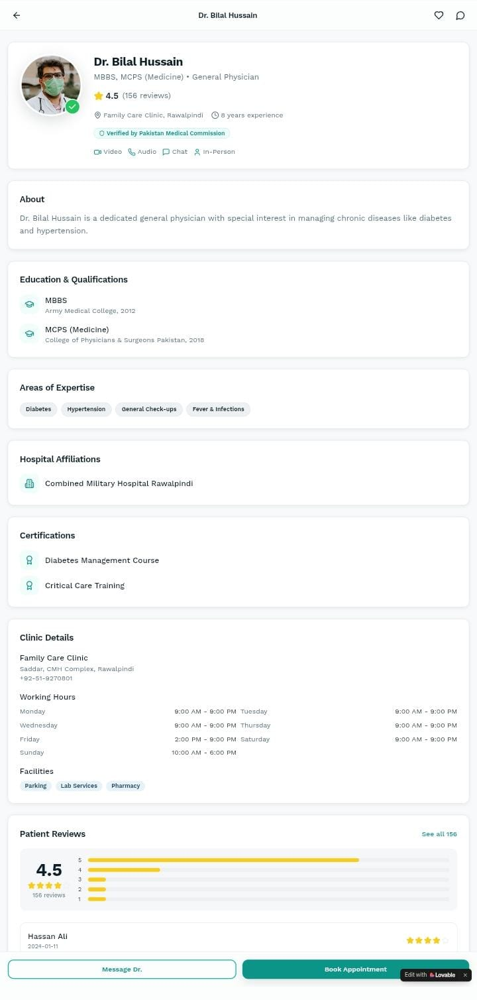 Dr. Bilal Hussain
Dr. Bilal Hussain
MBBS, MCPS (Medicine) • General Physician
4.5 (156 reviews)
Family Care Clinic, Rawalpindi 8 years experience
Verified by Pakistan Medical Commission
Video Audio Chat In-Person
About
Dr. Bilal Hussain is a dedicated general physician with special interest in managing chronic diseases like diabetes
and hypertension.
Education & Qualifications
MBBS
Army Medical College, 2012
MCPS (Medicine)
College of Physicians & Surgeons Pakistan, 2018
Areas of Expertise
Diabetes Hypertension General Check-ups Fever & Infections
Hospital Affiliations
Combined Military Hospital Rawalpindi
Certifications
Diabetes Management Course
Critical Care Training
Clinic Details
Family Care Clinic
Saddar, CMH Complex, Rawalpindi
+92-51-9270801
Working Hours
Monday 9:00 AM - 9:00 PM Tuesday 9:00 AM - 9:00 PM
Wednesday 9:00 AM - 9:00 PM Thursday 9:00 AM - 9:00 PM
Friday 2:00 PM - 9:00 PM Saturday 9:00 AM - 9:00 PM
Sunday 10:00 AM - 6:00 PM
Facilities
Parking Lab Services Pharmacy
Patient Reviews See all 156
4.5
156 reviews
5
4
3
2
1
Hassan Ali
2024-01-11
Message Dr. Book Appointment
Edit with Lovable ×